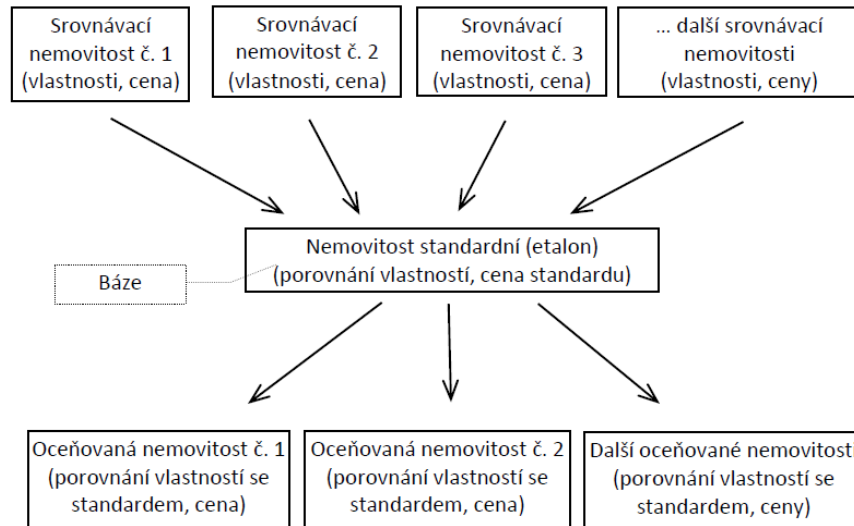 Srovnávací
nemovitost č. 1
(vlastnosti, cena)
Srovnávací
nemovitost č. 2
(vlastnosti, cena)
Srovnávací
nemovitost č. 3
(vlastnosti, cena)
... další srovnávací
nemovitosti
(vlastnosti, ceny)
Nemovitost standardní (etalon)
(porovnání vlastností, cena standardu)
Báze
Oceňovaná nemovitost č. 1
(porovnání vlastností se
standardem, cena)
Oceňovaná nemovitost č. 2
(porovnání vlastností se
standardem, cena)
Další oceňované nemovitosti
(porovnání vlastností se
standardem, ceny)